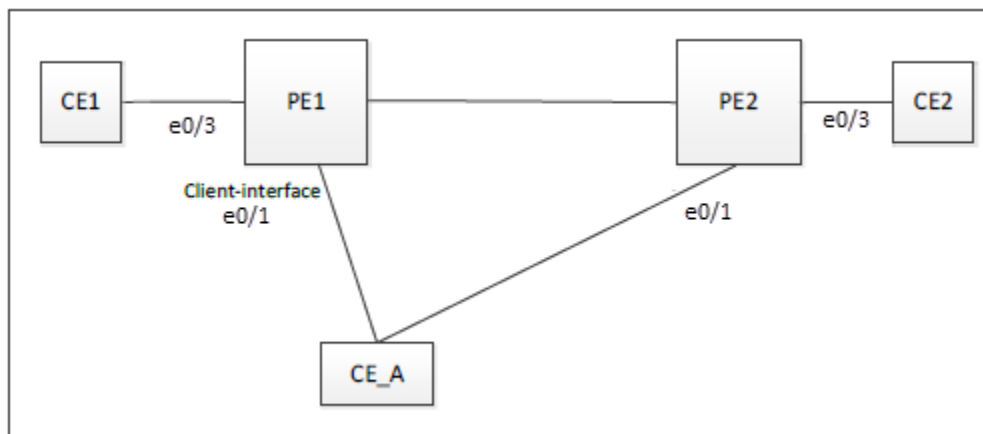 CE1
PE1
PE2
CE2
e0/3
e0/3
Client-interface
e0/1
e0/1
CE_A